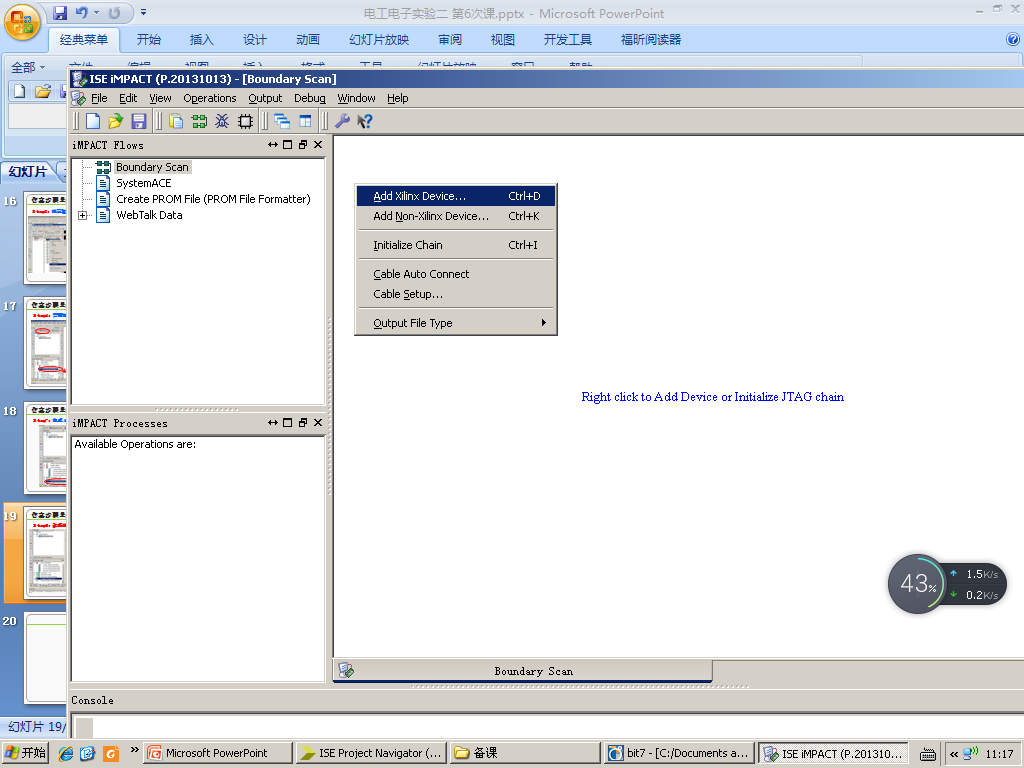 电工电子实验二 第6次课.pptx - Microsoft PowerPoint
经典菜单 开始 插入 设计 动画 幻灯片放映 审阅 视图 开发工具 福昕阅读器
全部
ISE iMPACT (P.20131013) - [Boundary Scan]
File Edit View Operations Output Debug Window Help
iMPACT Flows
Boundary Scan
SystemACE
Create PROM File (PROM File Formatter)
WebTalk Data
Add Xilinx Device... Ctrl+D
Add Non-Xilinx Device... Ctrl+K
Initialize Chain Ctrl+I
Cable Auto Connect
Cable Setup...
Output File Type
Right click to Add Device or Initialize JTAG chain
iMPACT Processes
Available Operations are:
幻灯片
16
17
18
19
20
43%
1.5K/s
0.2K/s
Boundary Scan
Console
幻灯片 19/
开始 Microsoft PowerPoint ISE Project Navigator (... 备课 bit7 - [C:/Documents a... ISE iMPACT (P.201310... 11:17